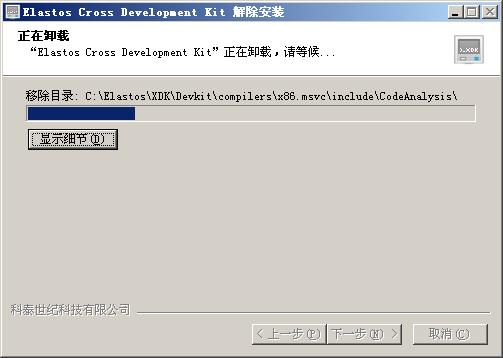 Elastos Cross Development Kit 解除安装
正在卸载
“Elastos Cross Development Kit”正在卸载,请等候...
XDK
移除目录: C:\Elastos\XDK\Devkit\compilers\x86.msvc\include\CodeAnalysis\
显示细节(D)
科泰世纪科技有限公司
< 上一步(P) 下一步(N) > 取消(C)